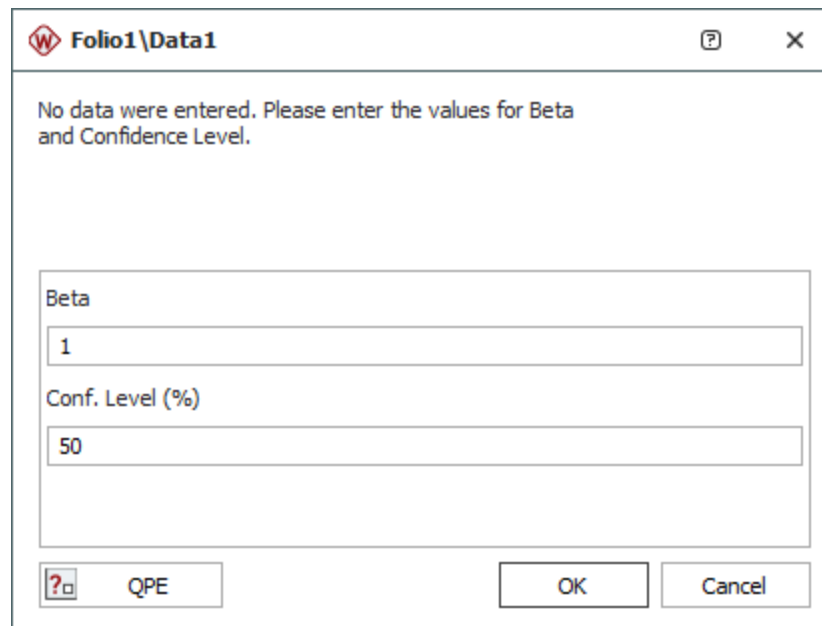 W Folio1\Data1
No data were entered. Please enter the values for Beta
and Confidence Level.
Beta
1
Conf. Level (%)
50
? QPE OK Cancel